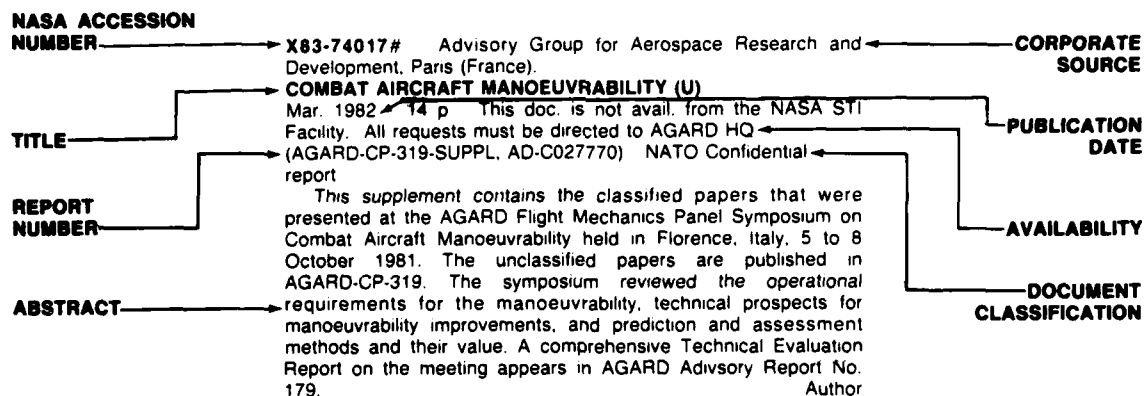 NASA ACCESSION
NUMBER
X83-74017# Advisory Group for Aerospace Research and
Development, Paris (France).
CORPORATE
SOURCE
COMBAT AIRCRAFT MANOEUVRABILITY (U)
Mar. 1982 14 p This doc. is not avail. from the NASA STI
Facility. All requests must be directed to AGARD HQ
TITLE
PUBLICATION
DATE
(AGARD-CP-319-SUPPL, AD-C027770) NATO Confidential
report
This supplement contains the classified papers that were
presented at the AGARD Flight Mechanics Panel Symposium on
Combat Aircraft Manoeuvrability held in Florence, Italy, 5 to 8
October 1981. The unclassified papers are published in
AGARD-CP-319. The symposium reviewed the operational
requirements for the manoeuvrability, technical prospects for
manoeuvrability improvements, and prediction and assessment
methods and their value. A comprehensive Technical Evaluation
Report on the meeting appears in AGARD Adivsory Report No.
179. Author
REPORT
NUMBER
AVAILABILITY
ABSTRACT
DOCUMENT
CLASSIFICATION